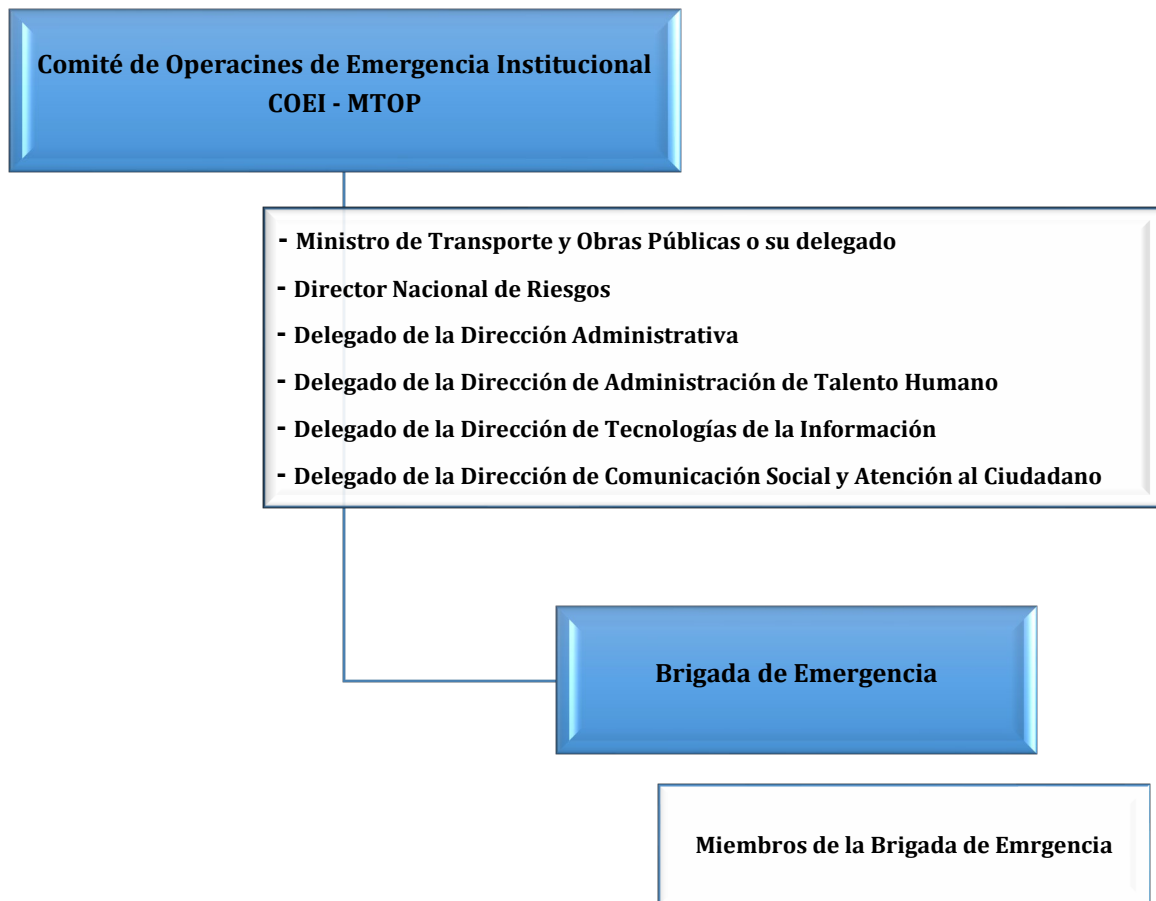 Comité de Operacines de Emergencia Institucional
COEI - MTOP
- Ministro de Transporte y Obras Públicas o su delegado
- Director Nacional de Riesgos
- Delegado de la Dirección Administrativa
- Delegado de la Dirección de Administración de Talento Humano
- Delegado de la Dirección de Tecnologías de la Información
- Delegado de la Dirección de Comunicación Social y Atención al Ciudadano
Brigada de Emergencia
Miembros de la Brigada de Emrgencia